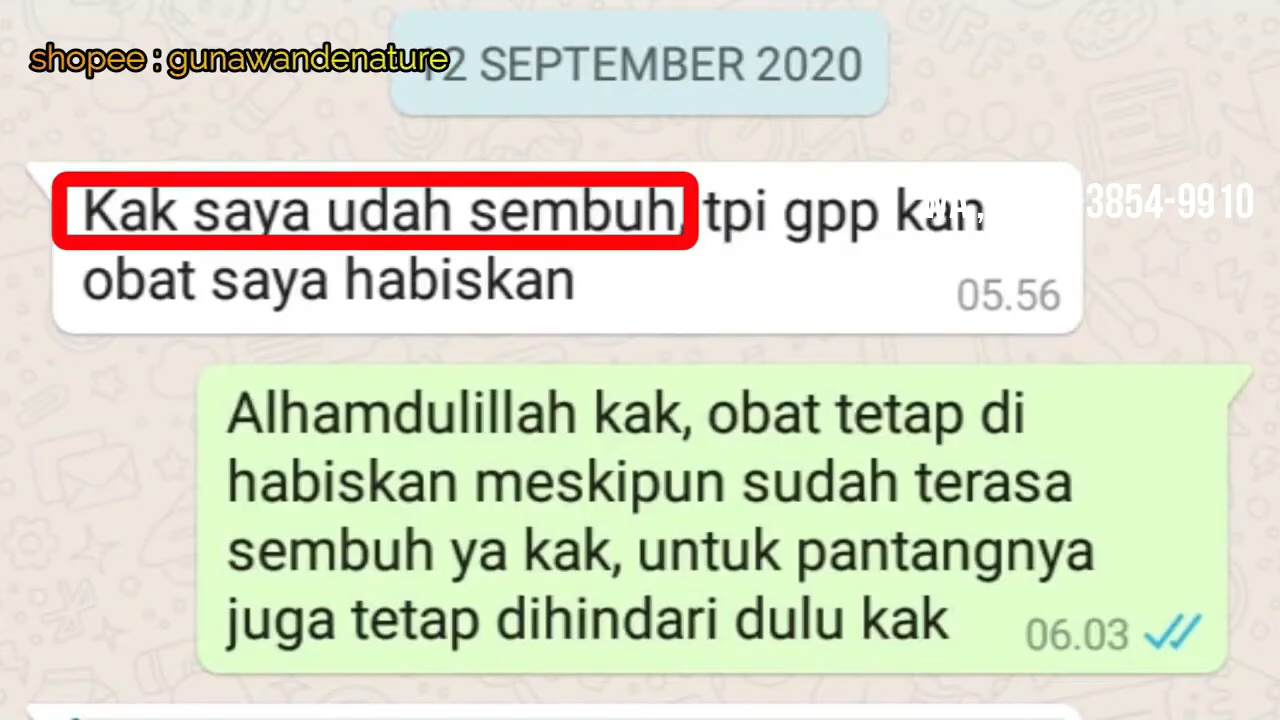 shopee : gunawandenature
12 SEPTEMBER 2020
Kak saya udah sembuh, tpi gpp kan
3854-9910
obat saya habiskan
05.56
Alhamdulillah kak, obat tetap di
habiskan meskipun sudah terasa
sembuh ya kak, untuk pantangnya
juga tetap dihindari dulu kak
06.03